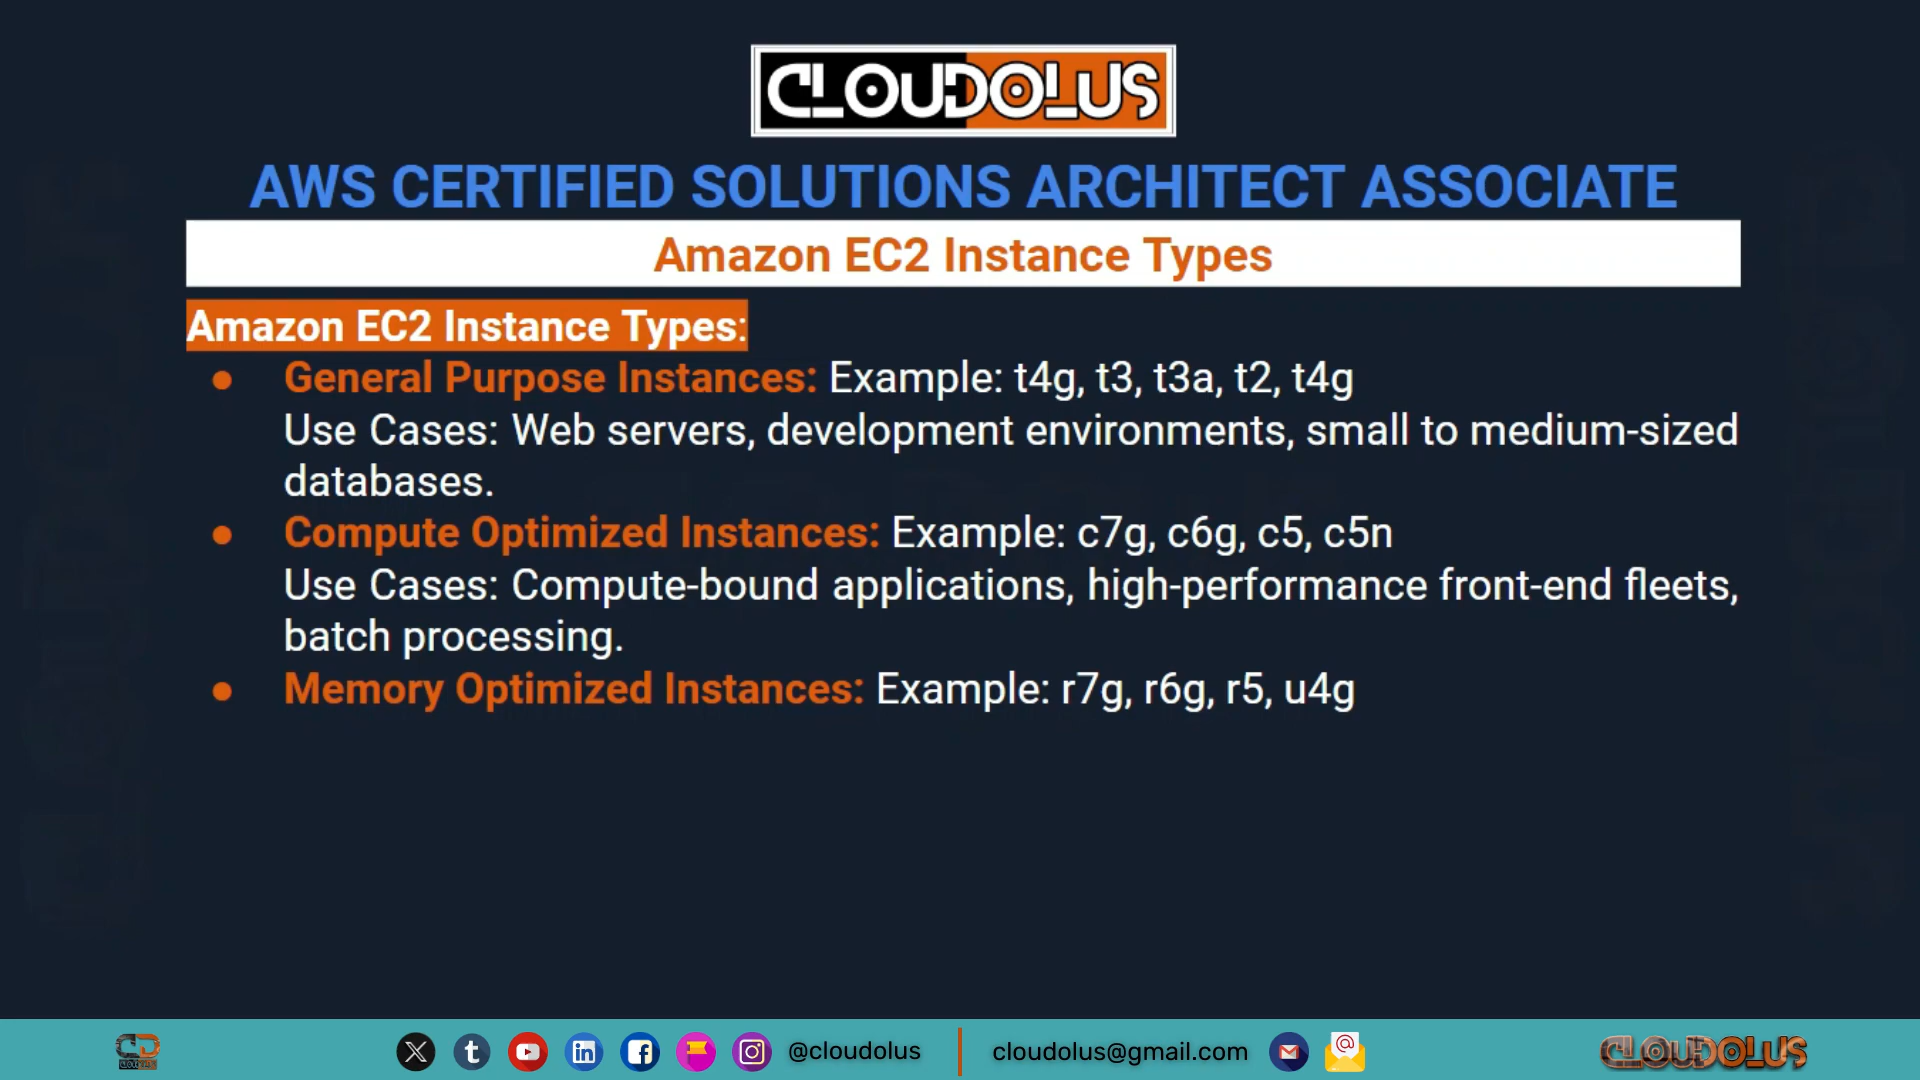 CLOUDOLUS
AWS CERTIFIED SOLUTIONS ARCHITECT ASSOCIATE
Amazon EC2 Instance Types
Amazon EC2 Instance Types:
● General Purpose Instances: Example: t4g, t3, t3a, t2, t4g
Use Cases: Web servers, development environments, small to medium-sized
databases.
● Compute Optimized Instances: Example: c7g, c6g, c5, c5n
Use Cases: Compute-bound applications, high-performance front-end fleets,
batch processing.
● Memory Optimized Instances: Example: r7g, r6g, r5, u4g
@cloudolus
cloudolus@gmail.com
CLOUDOLUS